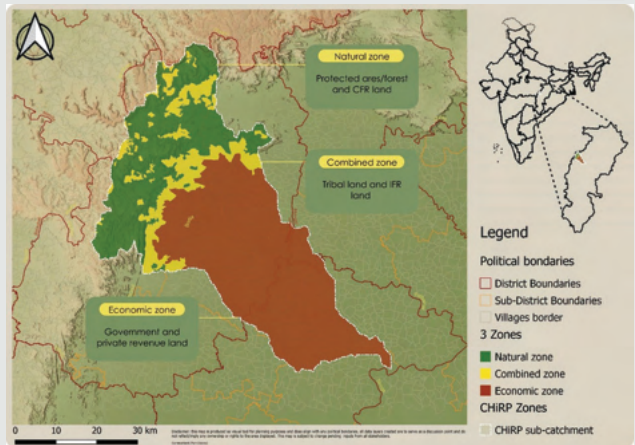 Natural zone
Protected ares/forest
and CFR land
Combined zone
Tribal land and IFR
land
Economic zone
Government and
private revenue land
Legend
Political bondaries
District Boundaries
Sub-District Boundaries
Villages border
3 Zones
Natural zone
Combined zone
Economic zone
CHiRP Zones
CHiRP sub-catchment
0 10 20 30 km